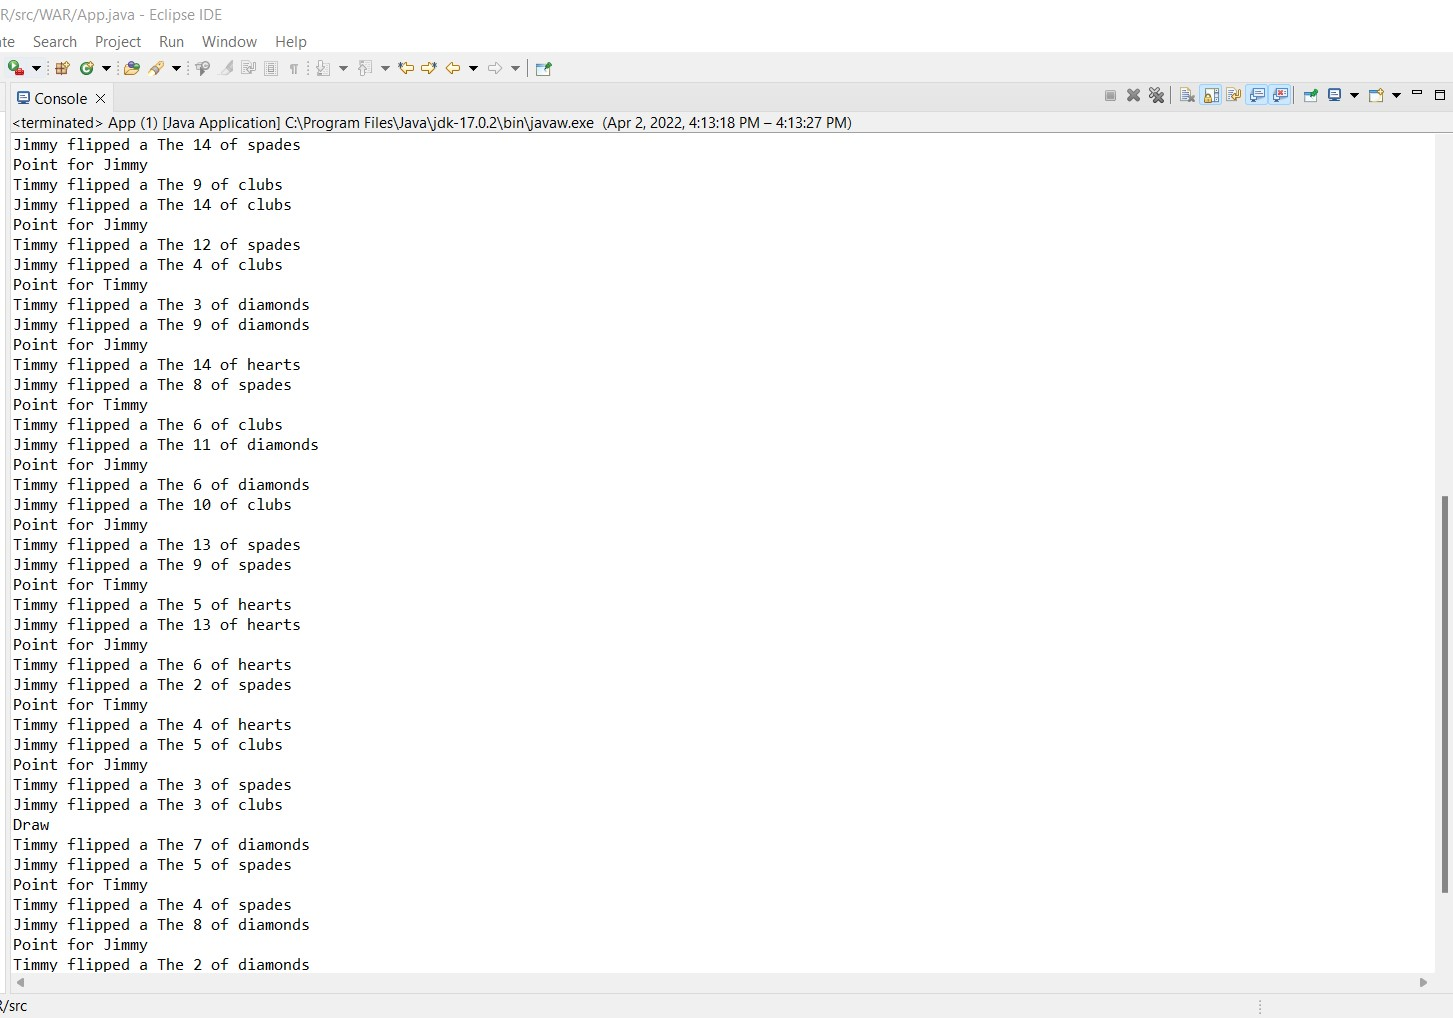 R/src/WAR/App.java - Eclipse IDE
ate Search Project Run Window Help
Console
<terminated> App (1) [Java Application] C:\Program Files\Java\jdk-17.0.2\bin\javaw.exe (Apr 2, 2022, 4:13:18 PM – 4:13:27 PM)
Jimmy flipped a The 14 of spades
Point for Jimmy
Timmy flipped a The 9 of clubs
Jimmy flipped a The 14 of clubs
Point for Jimmy
Timmy flipped a The 12 of spades
Jimmy flipped a The 4 of clubs
Point for Timmy
Timmy flipped a The 3 of diamonds
Jimmy flipped a The 9 of diamonds
Point for Jimmy
Timmy flipped a The 14 of hearts
Jimmy flipped a The 8 of spades
Point for Timmy
Timmy flipped a The 6 of clubs
Jimmy flipped a The 11 of diamonds
Point for Jimmy
Timmy flipped a The 6 of diamonds
Jimmy flipped a The 10 of clubs
Point for Jimmy
Timmy flipped a The 13 of spades
Jimmy flipped a The 9 of spades
Point for Timmy
Timmy flipped a The 5 of hearts
Jimmy flipped a The 13 of hearts
Point for Jimmy
Timmy flipped a The 6 of hearts
Jimmy flipped a The 2 of spades
Point for Timmy
Timmy flipped a The 4 of hearts
Jimmy flipped a The 5 of clubs
Point for Jimmy
Timmy flipped a The 3 of spades
Jimmy flipped a The 3 of clubs
Draw
Timmy flipped a The 7 of diamonds
Jimmy flipped a The 5 of spades
Point for Timmy
Timmy flipped a The 4 of spades
Jimmy flipped a The 8 of diamonds
Point for Jimmy
Timmy flipped a The 2 of diamonds
R/src